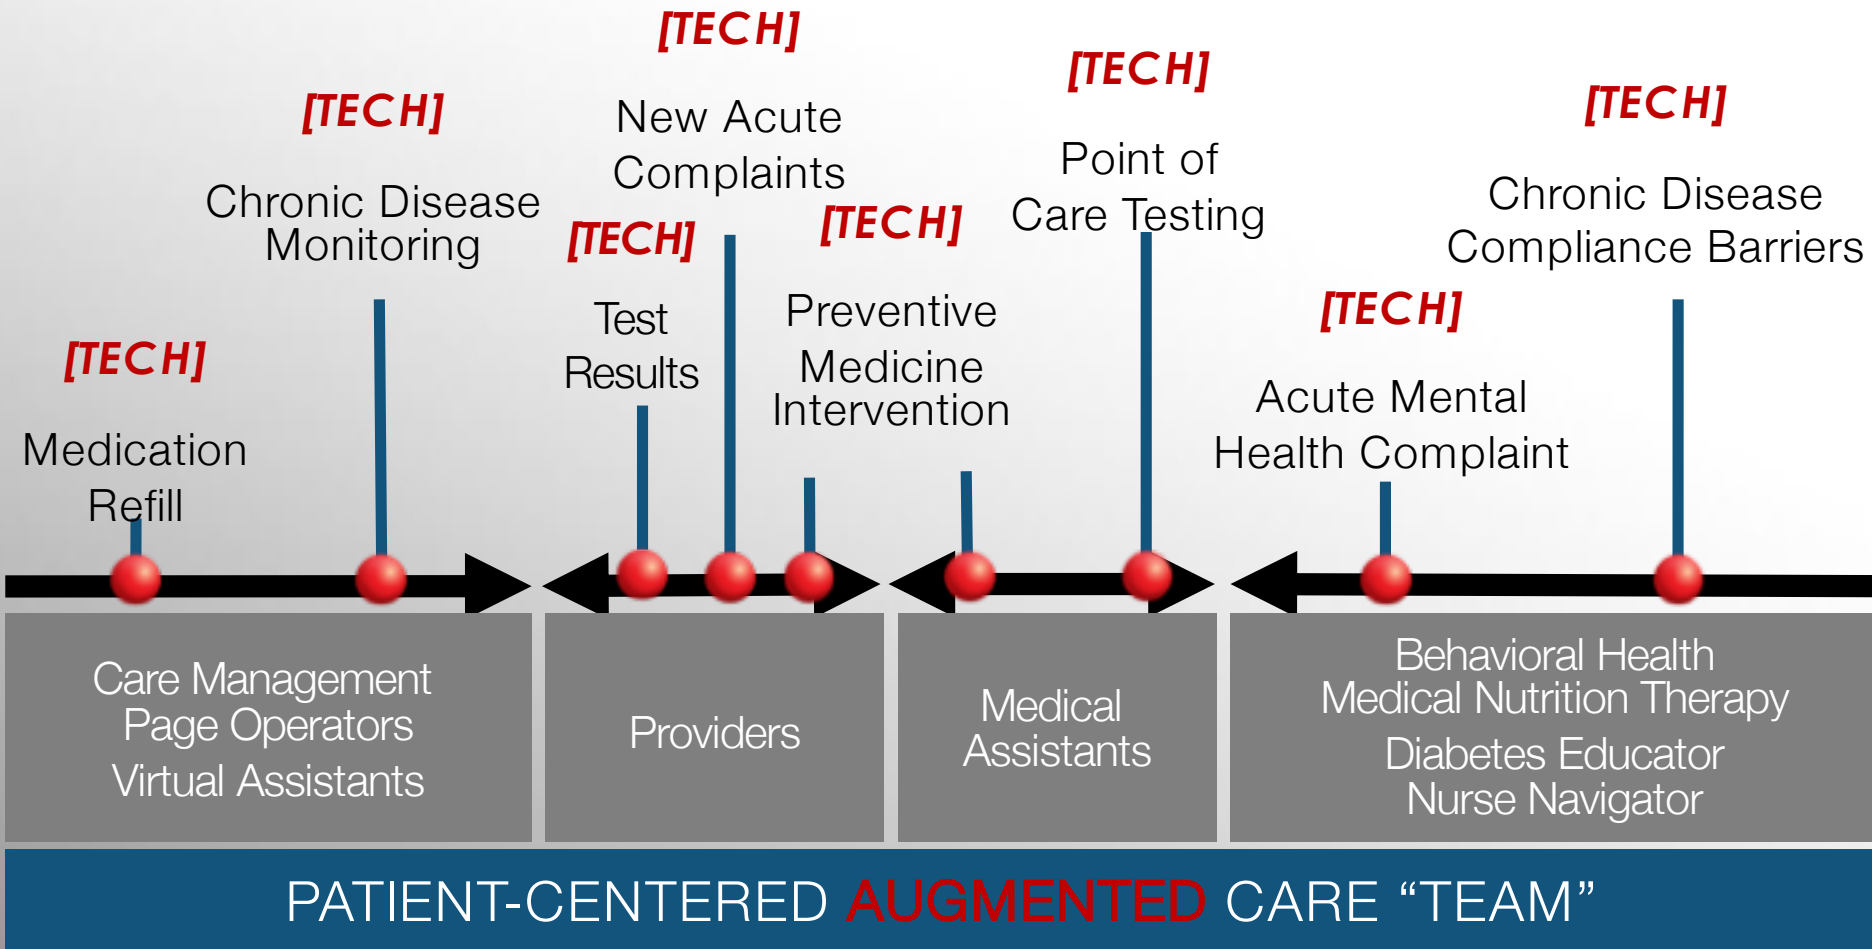 [TECH]
Medication
Refill
[TECH]
Chronic Disease
Monitoring
[TECH]
Test
Results
[TECH]
New Acute
Complaints
[TECH]
Preventive
Medicine
Intervention
[TECH]
Point of
Care Testing
[TECH]
Acute Mental
Health Complaint
[TECH]
Chronic Disease
Compliance Barriers
Care Management
Page Operators
Virtual Assistants
Providers
Medical
Assistants
Behavioral Health
Medical Nutrition Therapy
Diabetes Educator
Nurse Navigator
PATIENT-CENTERED AUGMENTED CARE “TEAM”